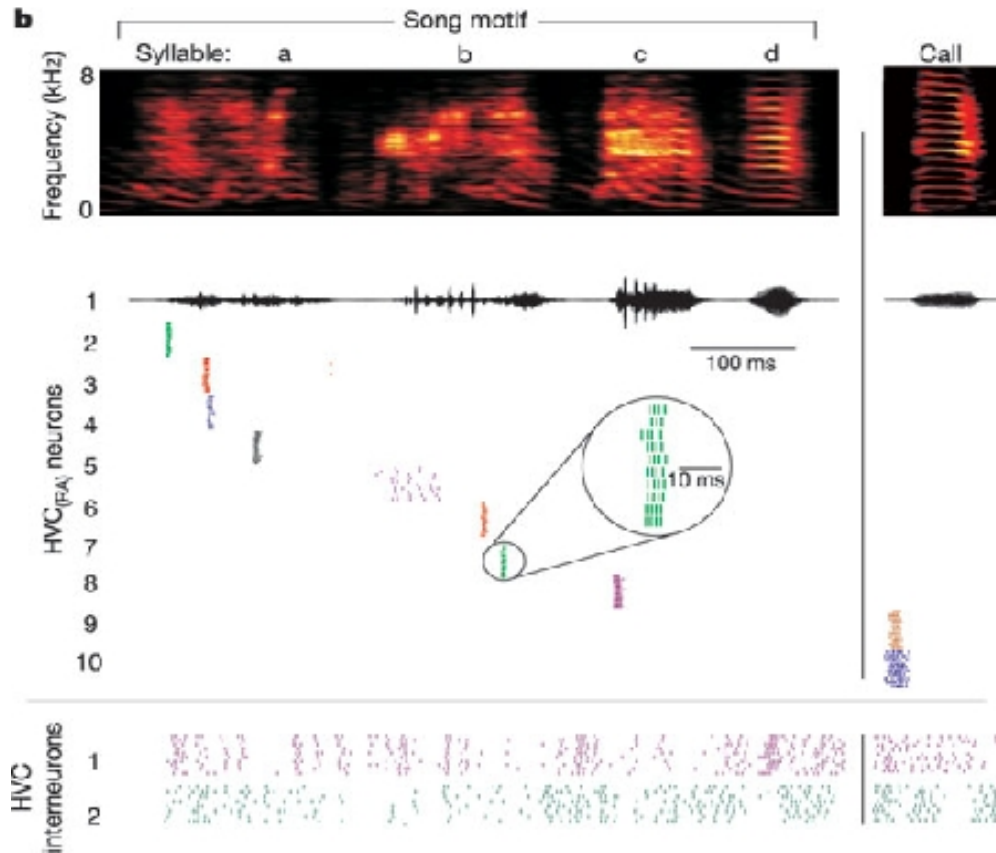 b
Song motif
Syllable: a b c d Call
Frequency (kHz)
8
0
HVC(RA) neurons
1
100 ms
2
3
4
10 ms
5
6
7
8
9
10
HVC interneurons
1
2